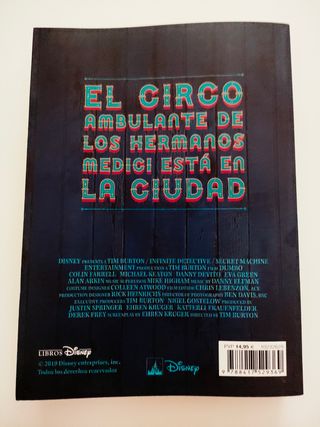 EL CIRCO
AMBULANTE DE
LOS HERMANOS
MEDICI ESTÁ EN
LA CIUDAD
DISNEY PRESENTA A TIM BURTON / INFINITE DETECTIVE / SECRET MACHINE
ENTERTAINMENT PRODUCTION A TIM BURTON FILM DUMBO
COLIN FARRELL MICHAEL KEATON DANNY DEVITO EVA GREEN
ALAN ARKIN MUSIC SUPERVISOR MIKE HIGHAM MUSIC BY DANNY ELFMAN
COSTUME DESIGNER COLLEEN ATWOOD FILM EDITOR CHRIS LEBENZON, ACE
PRODUCTION DESIGNER RICK HEINRICHS DIRECTOR OF PHOTOGRAPHY BEN DAVIS, BSC
EXECUTIVE PRODUCERS TIM BURTON NIGEL GOSTELOW PRODUCED BY
JUSTIN SPRINGER EHREN KRUGER KATTERLI FRAUENFELDER
DEREK FREY SCREENPLAY BY EHREN KRUGER DIRECTED BY TIM BURTON
LIBROS Disney
© 2019 Disney enterprises, inc.
Todos los derechos reservados
Disney
PVP 14,95 €
9 788417 529369